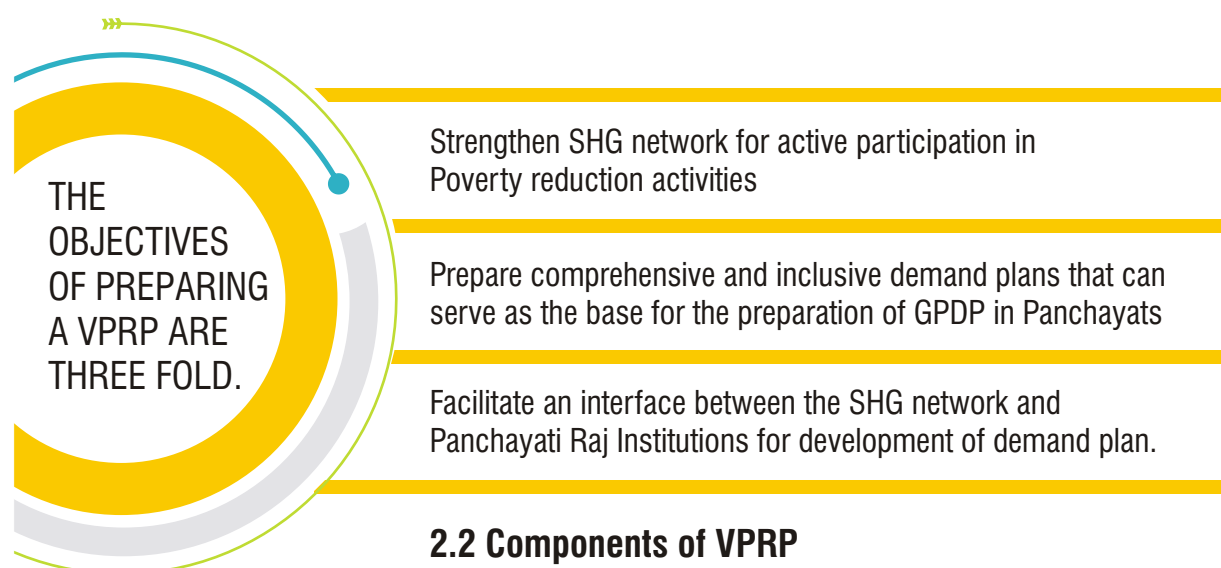 THE
OBJECTIVES
OF PREPARING
A VPRP ARE
THREE FOLD.
Strengthen SHG network for active participation in
Poverty reduction activities
Prepare comprehensive and inclusive demand plans that can
serve as the base for the preparation of GPDP in Panchayats
Facilitate an interface between the SHG network and
Panchayati Raj Institutions for development of demand plan.
2.2 Components of VPRP